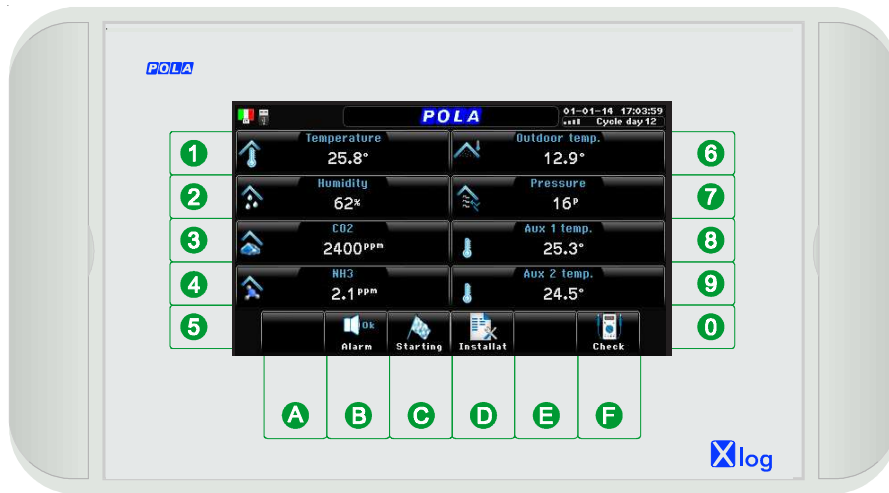 POLA
POLA
01-01-14 17:03:59
Cycle day 12
1
Temperature
25.8°
Outdoor temp.
12.9°
6
2
Humidity
62%
Pressure
16P
7
3
CO2
2400ppm
Aux 1 temp.
25.3°
8
4
NH3
2.1ppm
Aux 2 temp.
24.5°
9
5
Ok
Alarm
Starting
Installat
Check
0
A
B
C
D
E
F
Xlog